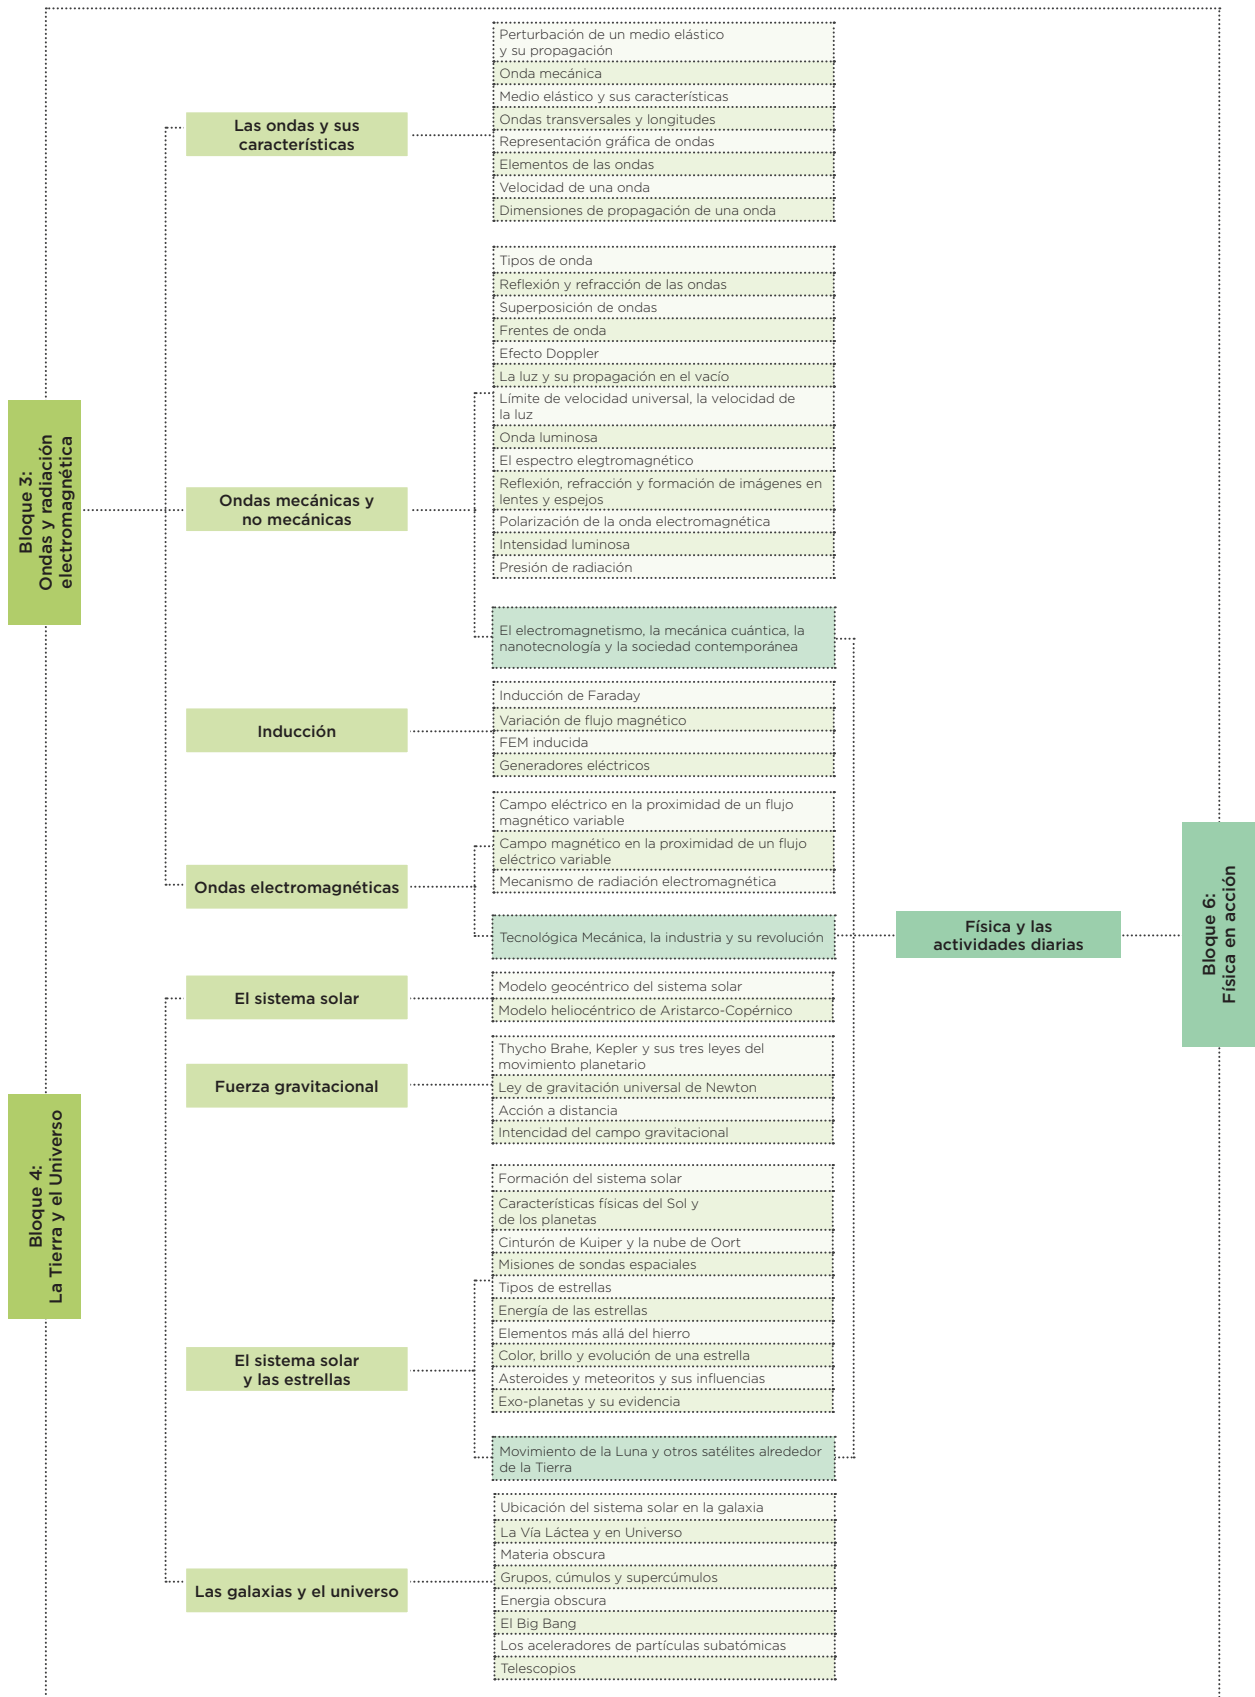 Bloque 3:
Ondas y radiación
electromagnética
Las ondas y sus
características
Perturbación de un medio elástico
y su propagación
Onda mecánica
Medio elástico y sus características
Ondas transversales y longitudes
Representación gráfica de ondas
Elementos de las ondas
Velocidad de una onda
Dimensiones de propagación de una onda
Ondas mecánicas y
no mecánicas
Tipos de onda
Reflexión y refracción de las ondas
Superposición de ondas
Frentes de onda
Efecto Doppler
La luz y su propagación en el vacío
Límite de velocidad universal, la velocidad de
la luz
Onda luminosa
El espectro elegtromagnético
Reflexión, refracción y formación de imágenes en
lentes y espejos
Polarización de la onda electromagnética
Intensidad luminosa
Presión de radiación
El electromagnetismo, la mecánica cuántica, la
nanotecnología y la sociedad contemporánea
Inducción
Inducción de Faraday
Variación de flujo magnético
FEM inducida
Generadores eléctricos
Ondas electromagnéticas
Campo eléctrico en la proximidad de un flujo
magnético variable
Campo magnético en la proximidad de un flujo
eléctrico variable
Mecanismo de radiación electromagnética
Tecnológica Mecánica, la industria y su revolución
Bloque 4:
La Tierra y el Universo
El sistema solar
Modelo geocéntrico del sistema solar
Modelo heliocéntrico de Aristarco-Copérnico
Fuerza gravitacional
Thycho Brahe, Kepler y sus tres leyes del
movimiento planetario
Ley de gravitación universal de Newton
Acción a distancia
Intencidad del campo gravitacional
El sistema solar
y las estrellas
Formación del sistema solar
Características físicas del Sol y
de los planetas
Cinturón de Kuiper y la nube de Oort
Misiones de sondas espaciales
Tipos de estrellas
Energía de las estrellas
Elementos más allá del hierro
Color, brillo y evolución de una estrella
Asteroides y meteoritos y sus influencias
Exo-planetas y su evidencia
Movimiento de la Luna y otros satélites alrededor
de la Tierra
Las galaxias y el universo
Ubicación del sistema solar en la galaxia
La Vía Láctea y en Universo
Materia obscura
Grupos, cúmulos y supercúmulos
Energia obscura
El Big Bang
Los aceleradores de partículas subatómicas
Telescopios
Física y las
actividades diarias
Bloque 6:
Física en acción